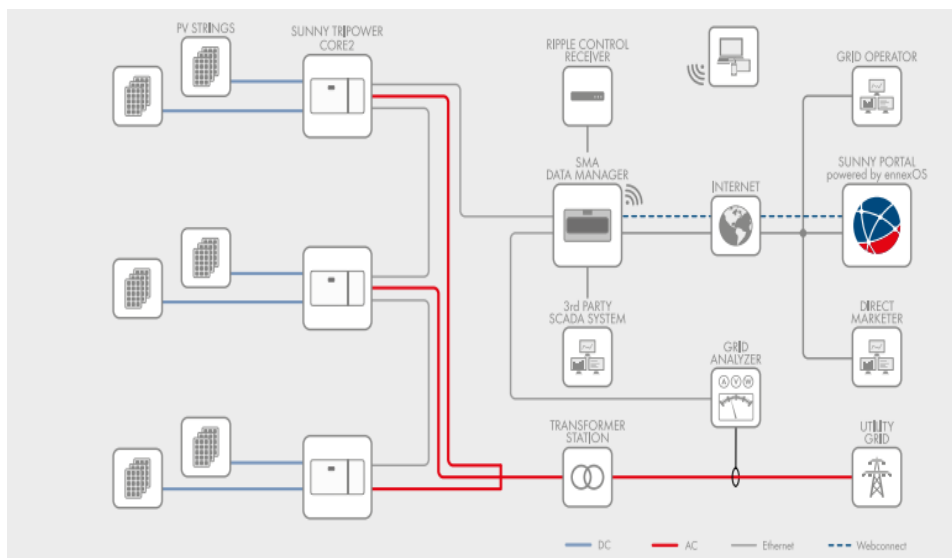 PV STRINGS
SUNNY TRIPOWER
CORE2
RIPPLE CONTROL
RECEIVER
GRID OPERATOR
SMA
DATA MANAGER
INTERNET
SUNNY PORTAL
powered by ennexOS
3rd PARTY
SCADA SYSTEM
GRID
ANALYZER
A V W
DIRECT
MARKETER
TRANSFORMER
STATION
UTILITY
GRID
DC
AC
Ethernet
Webconnect